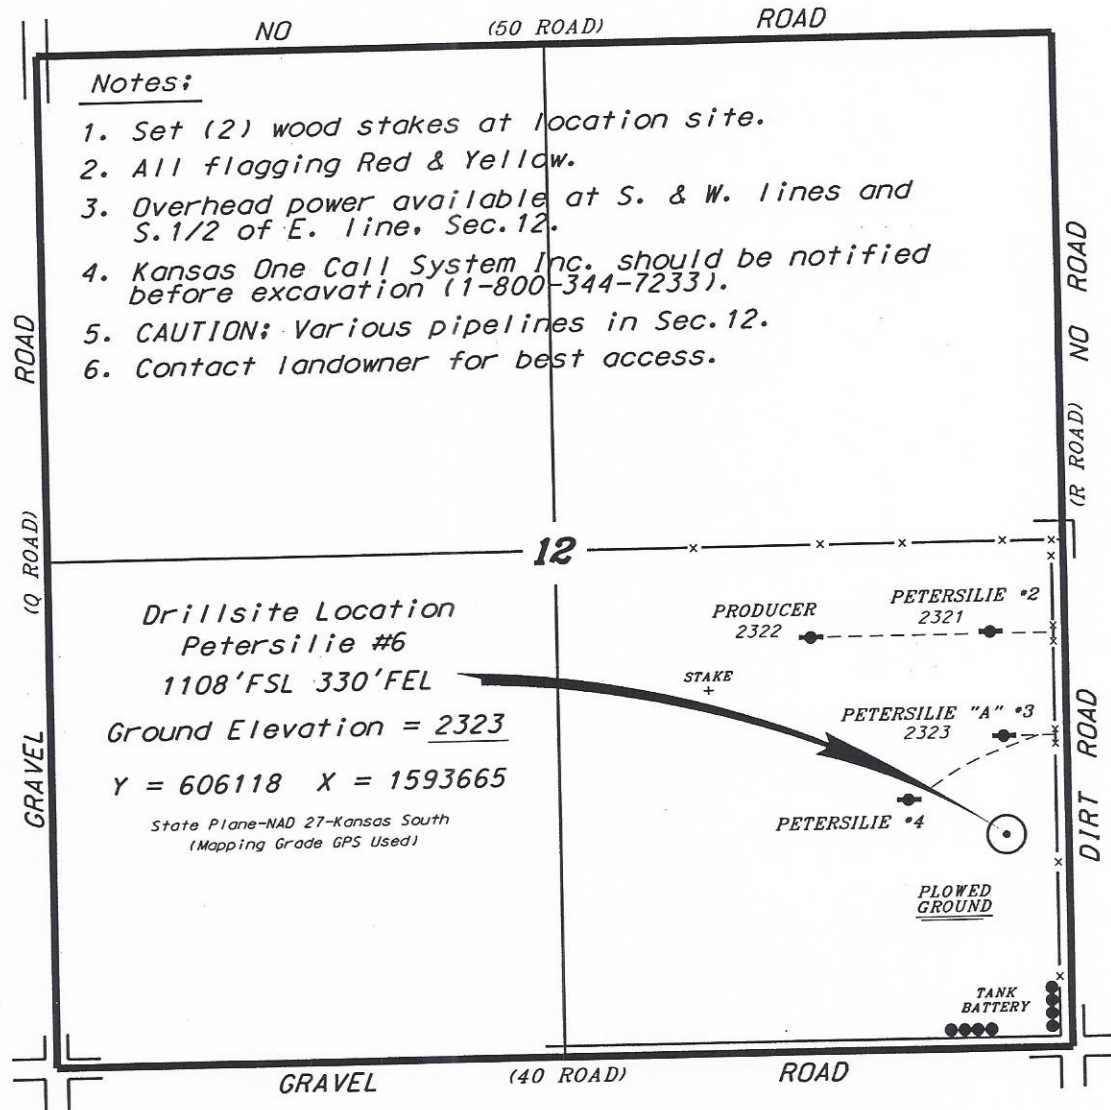 NO (50 ROAD) ROAD
Notes:
1. Set (2) wood stakes at location site.
2. All flagging Red & Yellow.
3. Overhead power available at S. & W. lines and
S.1/2 of E. line, Sec.12.
4. Kansas One Call System Inc. should be notified
before excavation (1-800-344-7233).
5. CAUTION: Various pipelines in Sec.12.
6. Contact landowner for best access.
ROAD
(Q ROAD)
GRAVEL
NO ROAD
(R ROAD)
DIRT ROAD
12
Drillsite Location
Petersilie #6
1108'FSL 330'FEL
Ground Elevation = 2323
Y = 606118 X = 1593665
State Plane-NAD 27-Kansas South
(Mapping Grade GPS Used)
PRODUCER
2322
PETERSILIE #2
2321
STAKE
+
PETERSILIE "A" #3
2323
PETERSILIE #4
PLOWED
GROUND
TANK
BATTERY
GRAVEL (40 ROAD) ROAD